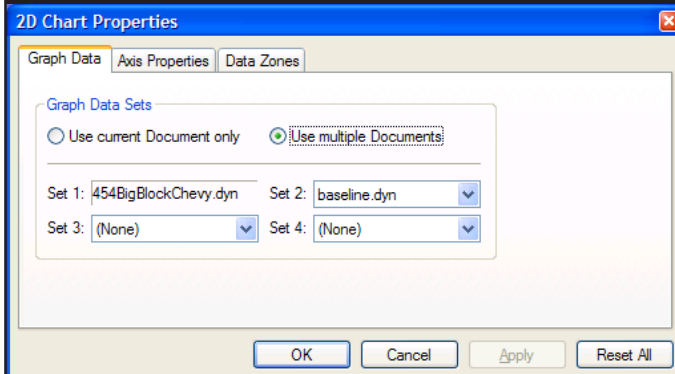 2D Chart Properties
Graph Data Axis Properties Data Zones
Graph Data Sets
Use current Document only Use multiple Documents
Set 1: 454BigBlockChevy.dyn Set 2: baseline.dyn
Set 3: (None) Set 4: (None)
OK Cancel Apply Reset All